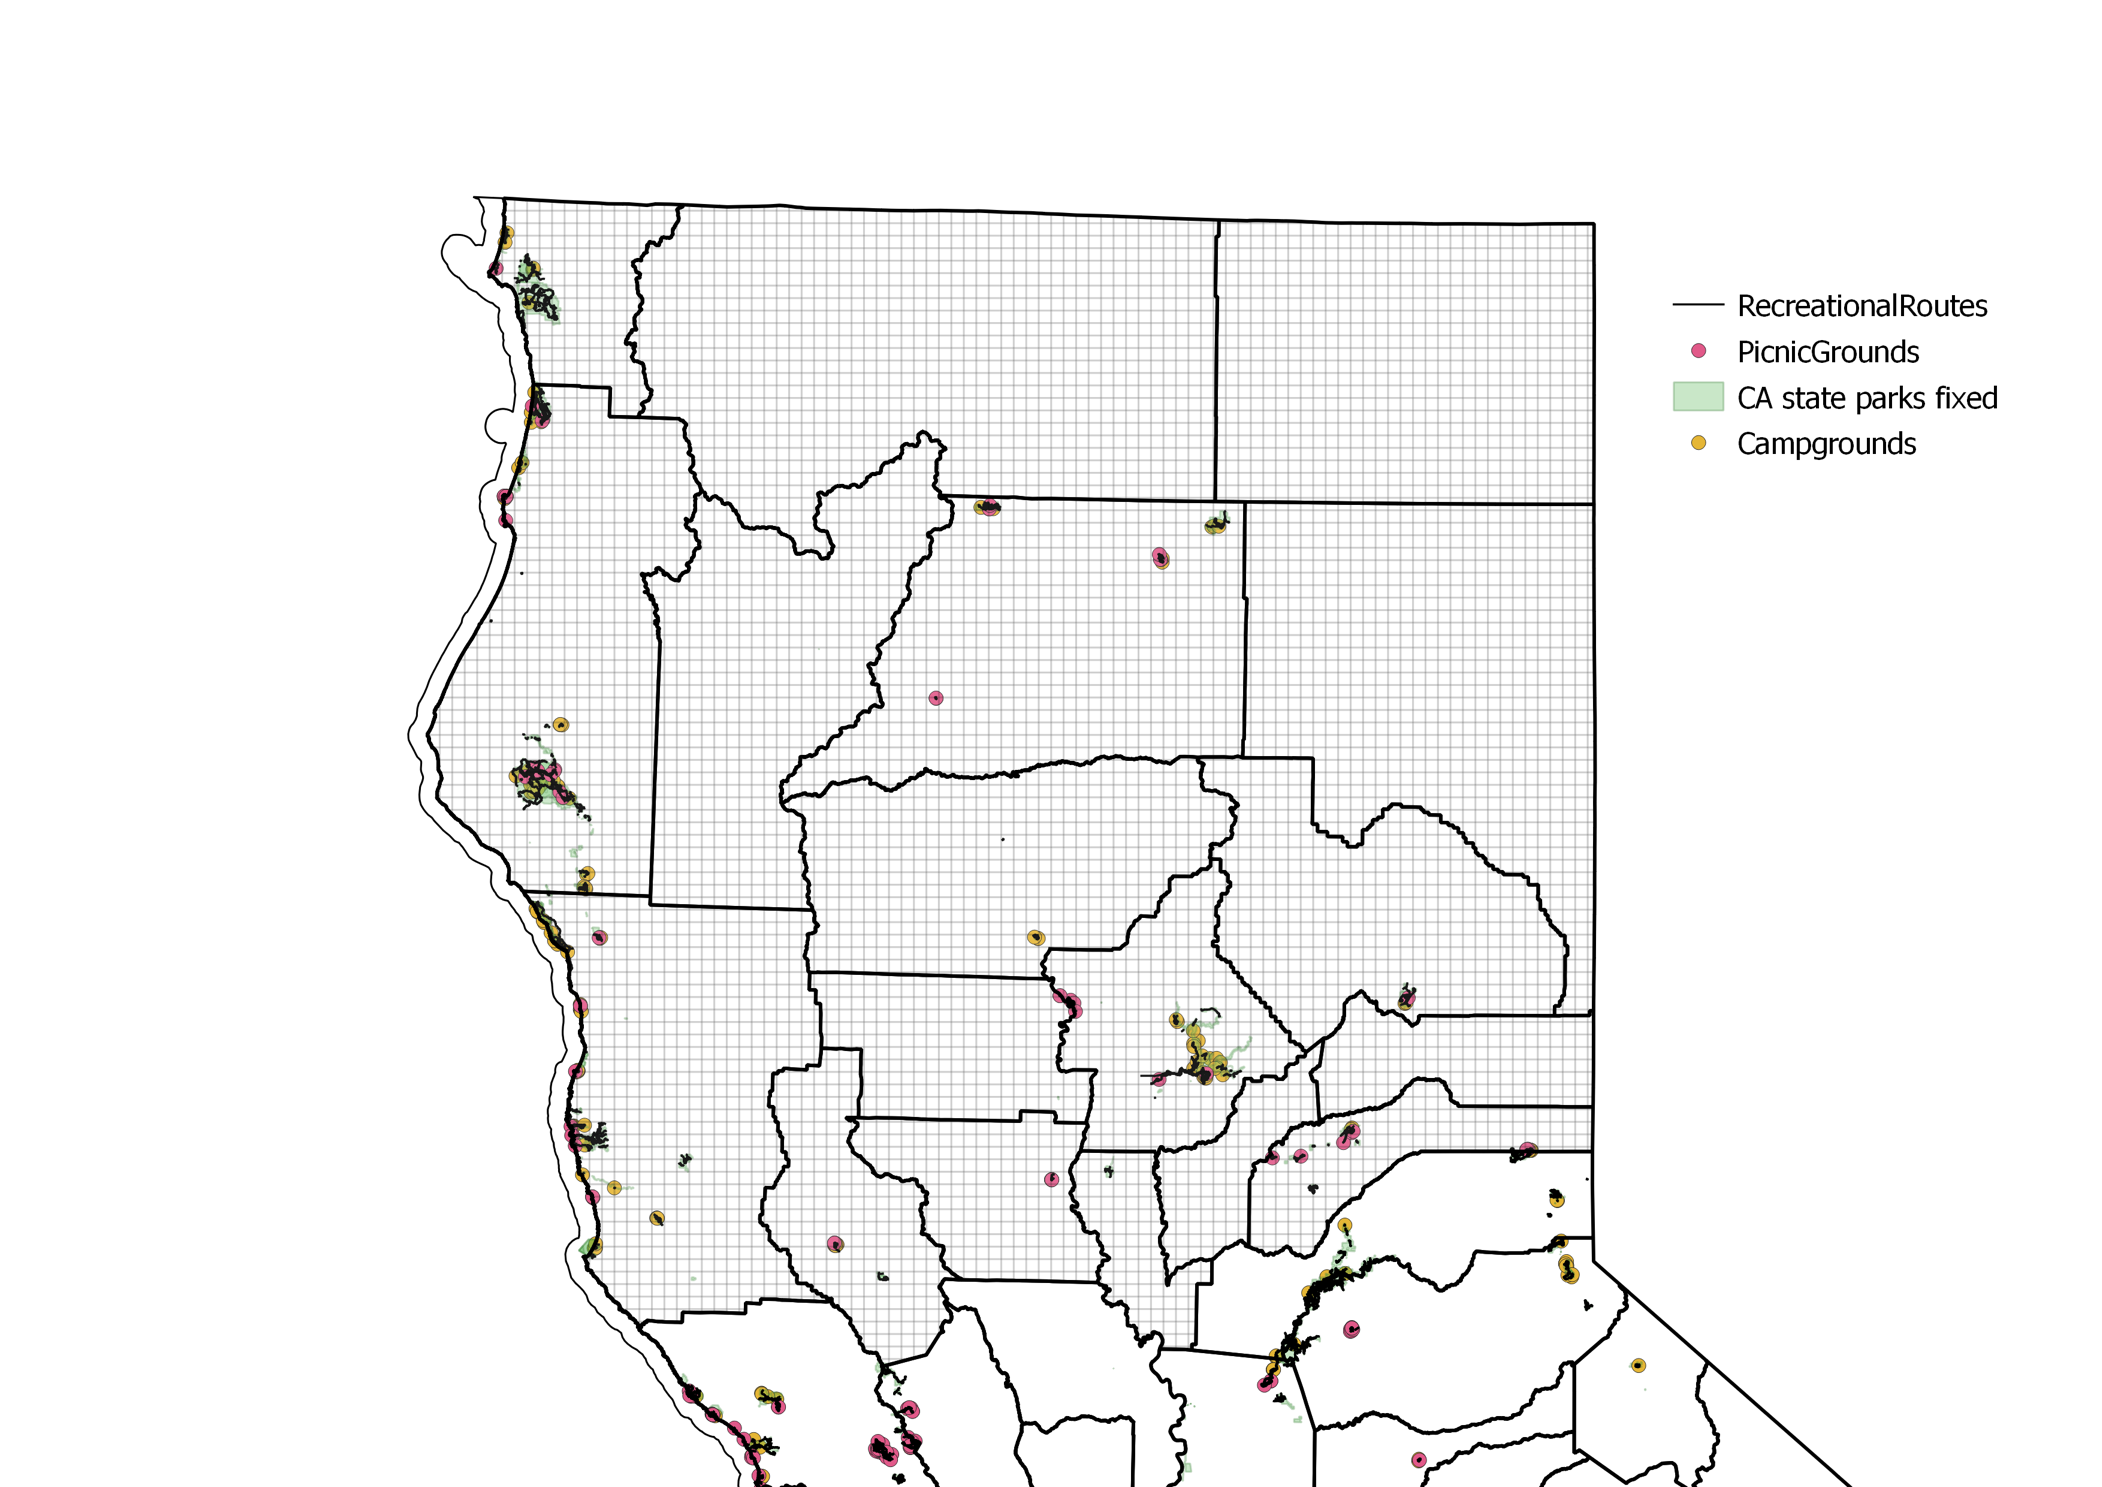 RecreationalRoutes
PicnicGrounds
CA state parks fixed
Campgrounds